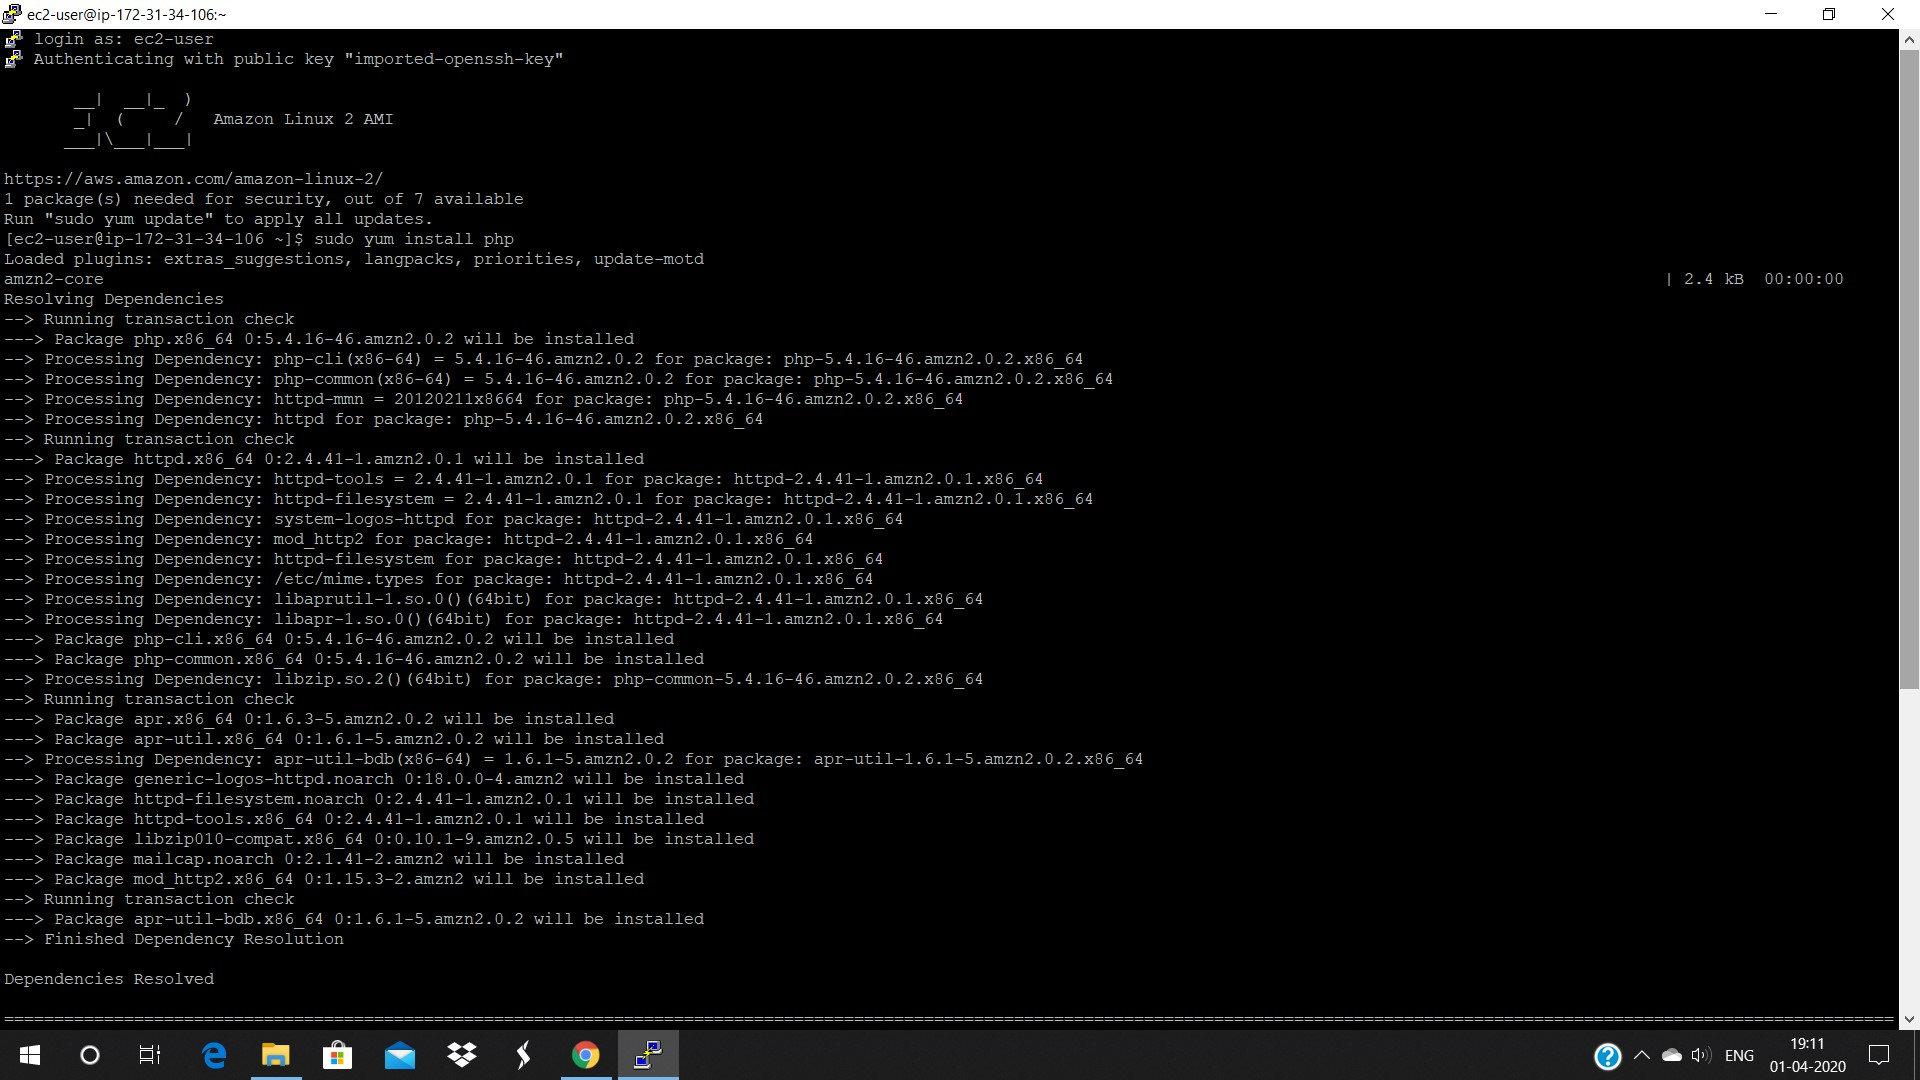 ec2-user@ip-172-31-34-106:~
login as: ec2-user
Authenticating with public key "imported-openssh-key"
       __|  __|_  )
       _|  (     /   Amazon Linux 2 AMI
      ___|\___|___|
https://aws.amazon.com/amazon-linux-2/
1 package(s) needed for security, out of 7 available
Run "sudo yum update" to apply all updates.
[ec2-user@ip-172-31-34-106 ~]$ sudo yum install php
Loaded plugins: extras_suggestions, langpacks, priorities, update-motd
amzn2-core | 2.4 kB  00:00:00
Resolving Dependencies
--> Running transaction check
---> Package php.x86_64 0:5.4.16-46.amzn2.0.2 will be installed
--> Processing Dependency: php-cli(x86-64) = 5.4.16-46.amzn2.0.2 for package: php-5.4.16-46.amzn2.0.2.x86_64
--> Processing Dependency: php-common(x86-64) = 5.4.16-46.amzn2.0.2 for package: php-5.4.16-46.amzn2.0.2.x86_64
--> Processing Dependency: httpd-mmn = 20120211x8664 for package: php-5.4.16-46.amzn2.0.2.x86_64
--> Processing Dependency: httpd for package: php-5.4.16-46.amzn2.0.2.x86_64
--> Running transaction check
---> Package httpd.x86_64 0:2.4.41-1.amzn2.0.1 will be installed
--> Processing Dependency: httpd-tools = 2.4.41-1.amzn2.0.1 for package: httpd-2.4.41-1.amzn2.0.1.x86_64
--> Processing Dependency: httpd-filesystem = 2.4.41-1.amzn2.0.1 for package: httpd-2.4.41-1.amzn2.0.1.x86_64
--> Processing Dependency: system-logos-httpd for package: httpd-2.4.41-1.amzn2.0.1.x86_64
--> Processing Dependency: mod_http2 for package: httpd-2.4.41-1.amzn2.0.1.x86_64
--> Processing Dependency: httpd-filesystem for package: httpd-2.4.41-1.amzn2.0.1.x86_64
--> Processing Dependency: /etc/mime.types for package: httpd-2.4.41-1.amzn2.0.1.x86_64
--> Processing Dependency: libaprutil-1.so.0()(64bit) for package: httpd-2.4.41-1.amzn2.0.1.x86_64
--> Processing Dependency: libapr-1.so.0()(64bit) for package: httpd-2.4.41-1.amzn2.0.1.x86_64
---> Package php-cli.x86_64 0:5.4.16-46.amzn2.0.2 will be installed
---> Package php-common.x86_64 0:5.4.16-46.amzn2.0.2 will be installed
--> Processing Dependency: libzip.so.2()(64bit) for package: php-common-5.4.16-46.amzn2.0.2.x86_64
--> Running transaction check
---> Package apr.x86_64 0:1.6.3-5.amzn2.0.2 will be installed
---> Package apr-util.x86_64 0:1.6.1-5.amzn2.0.2 will be installed
--> Processing Dependency: apr-util-bdb(x86-64) = 1.6.1-5.amzn2.0.2 for package: apr-util-1.6.1-5.amzn2.0.2.x86_64
---> Package generic-logos-httpd.noarch 0:18.0.0-4.amzn2 will be installed
---> Package httpd-filesystem.noarch 0:2.4.41-1.amzn2.0.1 will be installed
---> Package httpd-tools.x86_64 0:2.4.41-1.amzn2.0.1 will be installed
---> Package libzip010-compat.x86_64 0:0.10.1-9.amzn2.0.5 will be installed
---> Package mailcap.noarch 0:2.1.41-2.amzn2 will be installed
---> Package mod_http2.x86_64 0:1.15.3-2.amzn2 will be installed
--> Running transaction check
---> Package apr-util-bdb.x86_64 0:1.6.1-5.amzn2.0.2 will be installed
--> Finished Dependency Resolution
Dependencies Resolved
ENG
19:11
01-04-2020